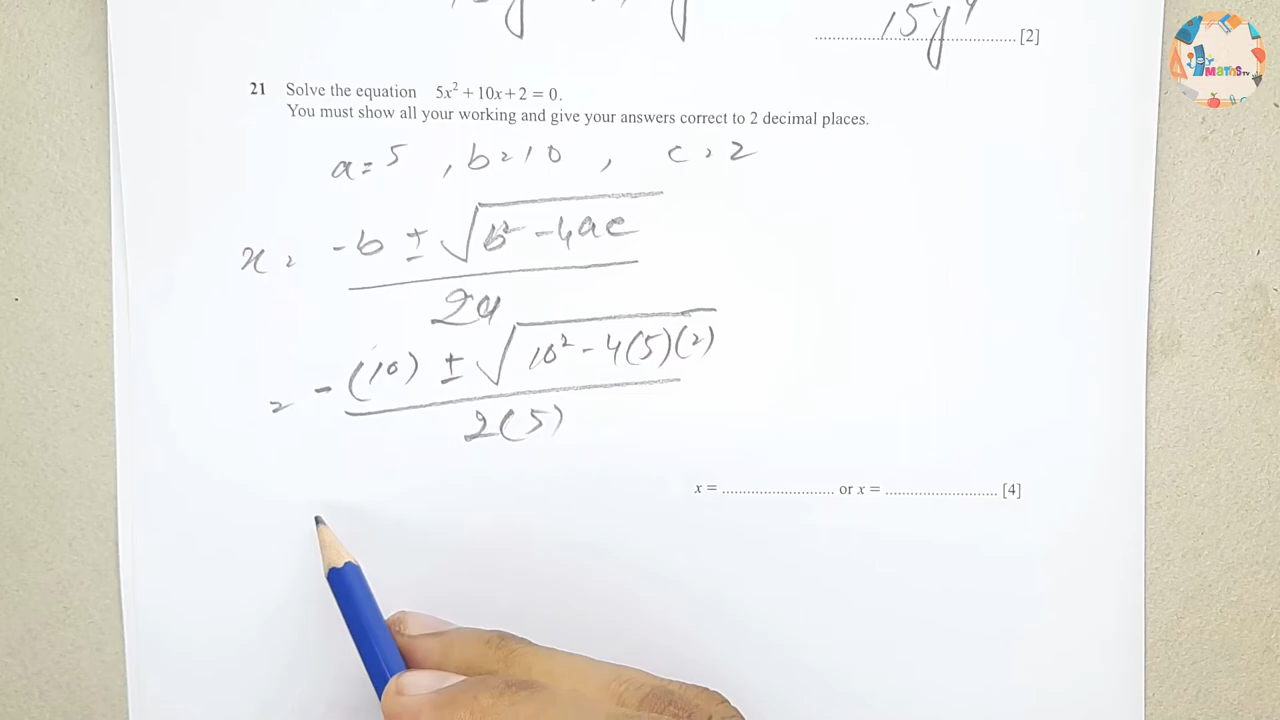 15y⁴
[2]
MATHS TV
21 Solve the equation 5x² + 10x + 2 = 0.
You must show all your working and give your answers correct to 2 decimal places.
a = 5 , b = 10 , c = 2
x = -b ± √b² - 4ac
2a
= -(10) ± √10² - 4(5)(2)
2(5)
x = .......................... or x = .......................... [4]